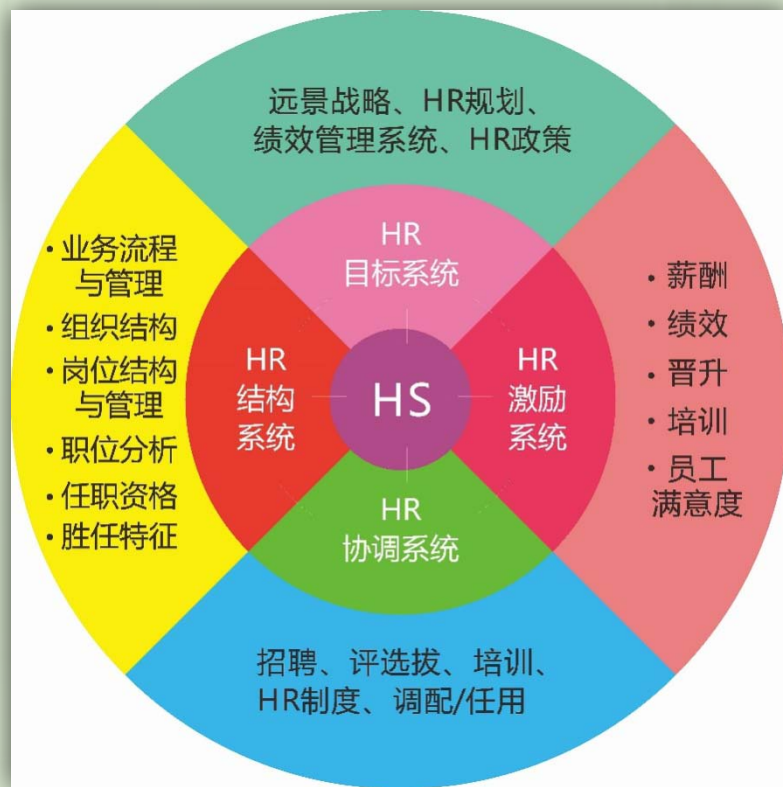 远景战略、HR规划、
绩效管理系统、HR政策
HR
目标系统
• 业务流程
与管理
• 组织结构
• 岗位结构
与管理
• 职位分析
• 任职资格
• 胜任特征
HR
结构
系统
HS
HR
激励
系统
• 薪酬
• 绩效
• 晋升
• 培训
• 员工
满意度
HR
协调系统
招聘、评选拔、培训、
HR制度、调配/任用